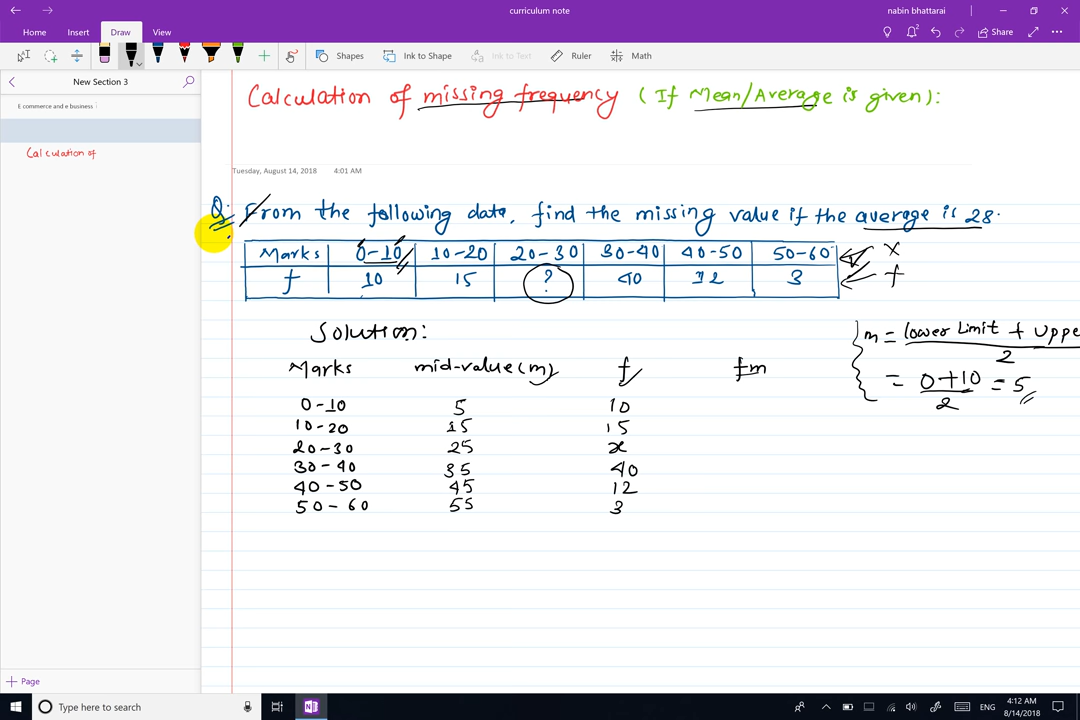 curriculum note
nabin bhattarai
Home Insert Draw View
Share
Shapes Ink to Shape Ink to Text Ruler Math
New Section 3
E commerce and e business
Calculation of
Calculation of missing frequency (If Mean/Average is given):
Tuesday, August 14, 2018 4:01 AM
Q: From the following data, find the missing value if the average is 28.
Marks 0-10 10-20 20-30 30-40 40-50 50-60 x
f 10 15 ? 40 12 3 f
Solution:
m = lower limit + uppe
2
Marks mid-value(m) f fm
= 0+10 = 5
2
0-10 5 10
10-20 15 15
20-30 25 x
30-40 35 40
40-50 45 12
50-60 55 3
Page
Type here to search
ENG
4:12 AM
8/14/2018